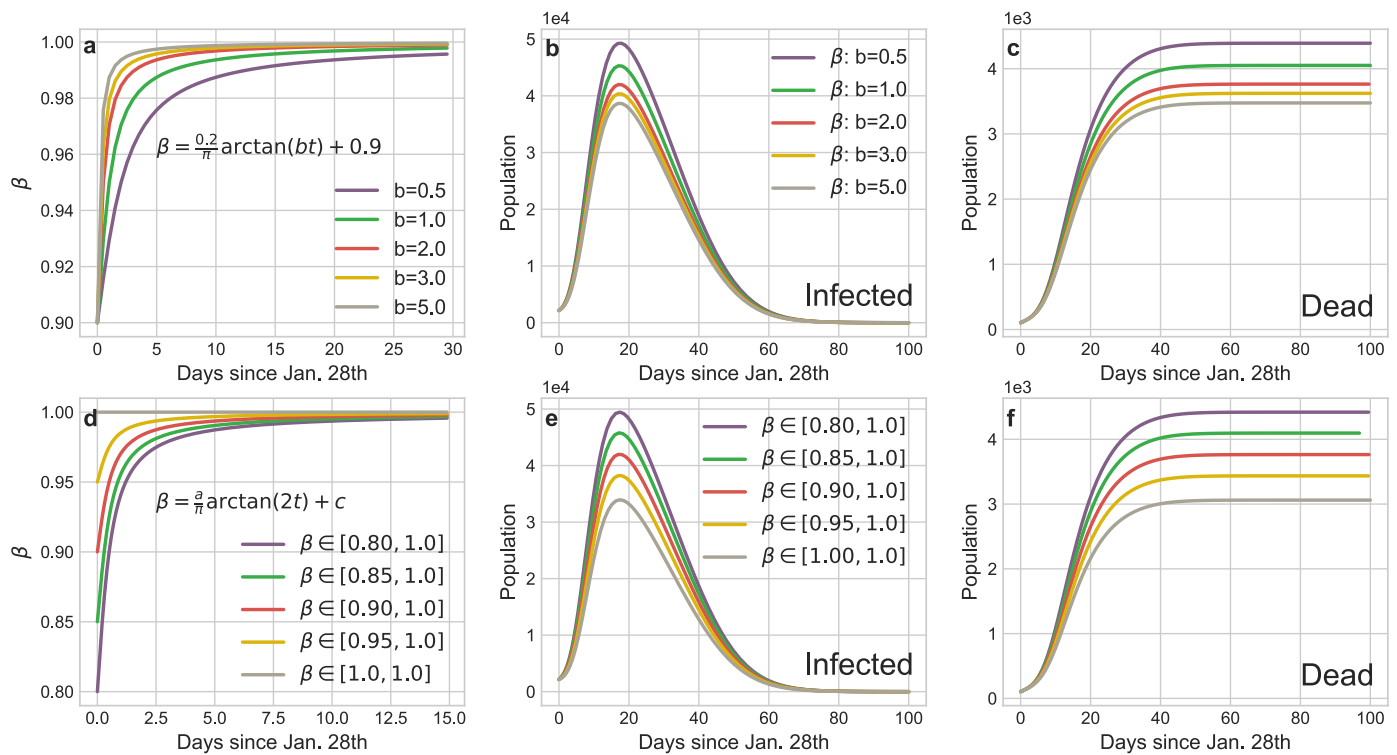 a
1.00
0.98
0.96
0.94
0.92
0.90
β
β = 0.2/π arctan(bt) + 0.9
b=0.5
b=1.0
b=2.0
b=3.0
b=5.0
0 5 10 15 20 25 30
Days since Jan. 28th
1e4
b
5
4
3
2
1
0
Population
β: b=0.5
β: b=1.0
β: b=2.0
β: b=3.0
β: b=5.0
Infected
0 20 40 60 80 100
Days since Jan. 28th
1e3
c
4
3
2
1
0
Population
Dead
0 20 40 60 80 100
Days since Jan. 28th
d
1.00
0.95
0.90
0.85
0.80
β
β = a/π arctan(2t) + c
β ∈ [0.80, 1.0]
β ∈ [0.85, 1.0]
β ∈ [0.90, 1.0]
β ∈ [0.95, 1.0]
β ∈ [1.0, 1.0]
0.0 2.5 5.0 7.5 10.0 12.5 15.0
Days since Jan. 28th
1e4
e
5
4
3
2
1
0
Population
β ∈ [0.80, 1.0]
β ∈ [0.85, 1.0]
β ∈ [0.90, 1.0]
β ∈ [0.95, 1.0]
β ∈ [1.00, 1.0]
Infected
0 20 40 60 80 100
Days since Jan. 28th
1e3
f
4
3
2
1
0
Population
Dead
0 20 40 60 80 100
Days since Jan. 28th